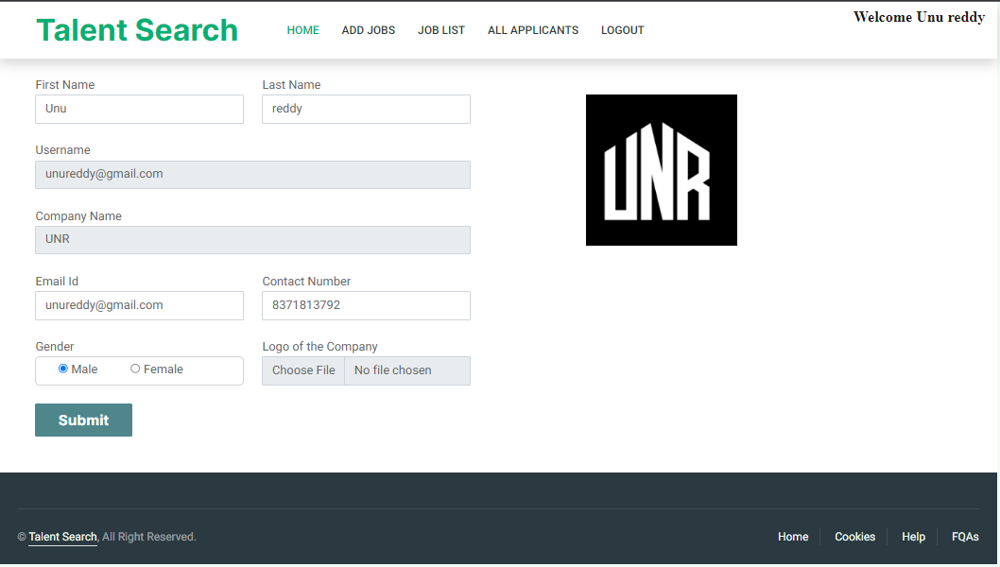 Welcome Unu reddy
Talent Search HOME ADD JOBS JOB LIST ALL APPLICANTS LOGOUT
First Name Last Name
Unu reddy
Username
unureddy@gmail.com
Company Name
UNR
UNR
Email Id Contact Number
unureddy@gmail.com 8371813792
Gender Logo of the Company
Male Female Choose File No file chosen
Submit
© Talent Search, All Right Reserved. Home Cookies Help FQAs